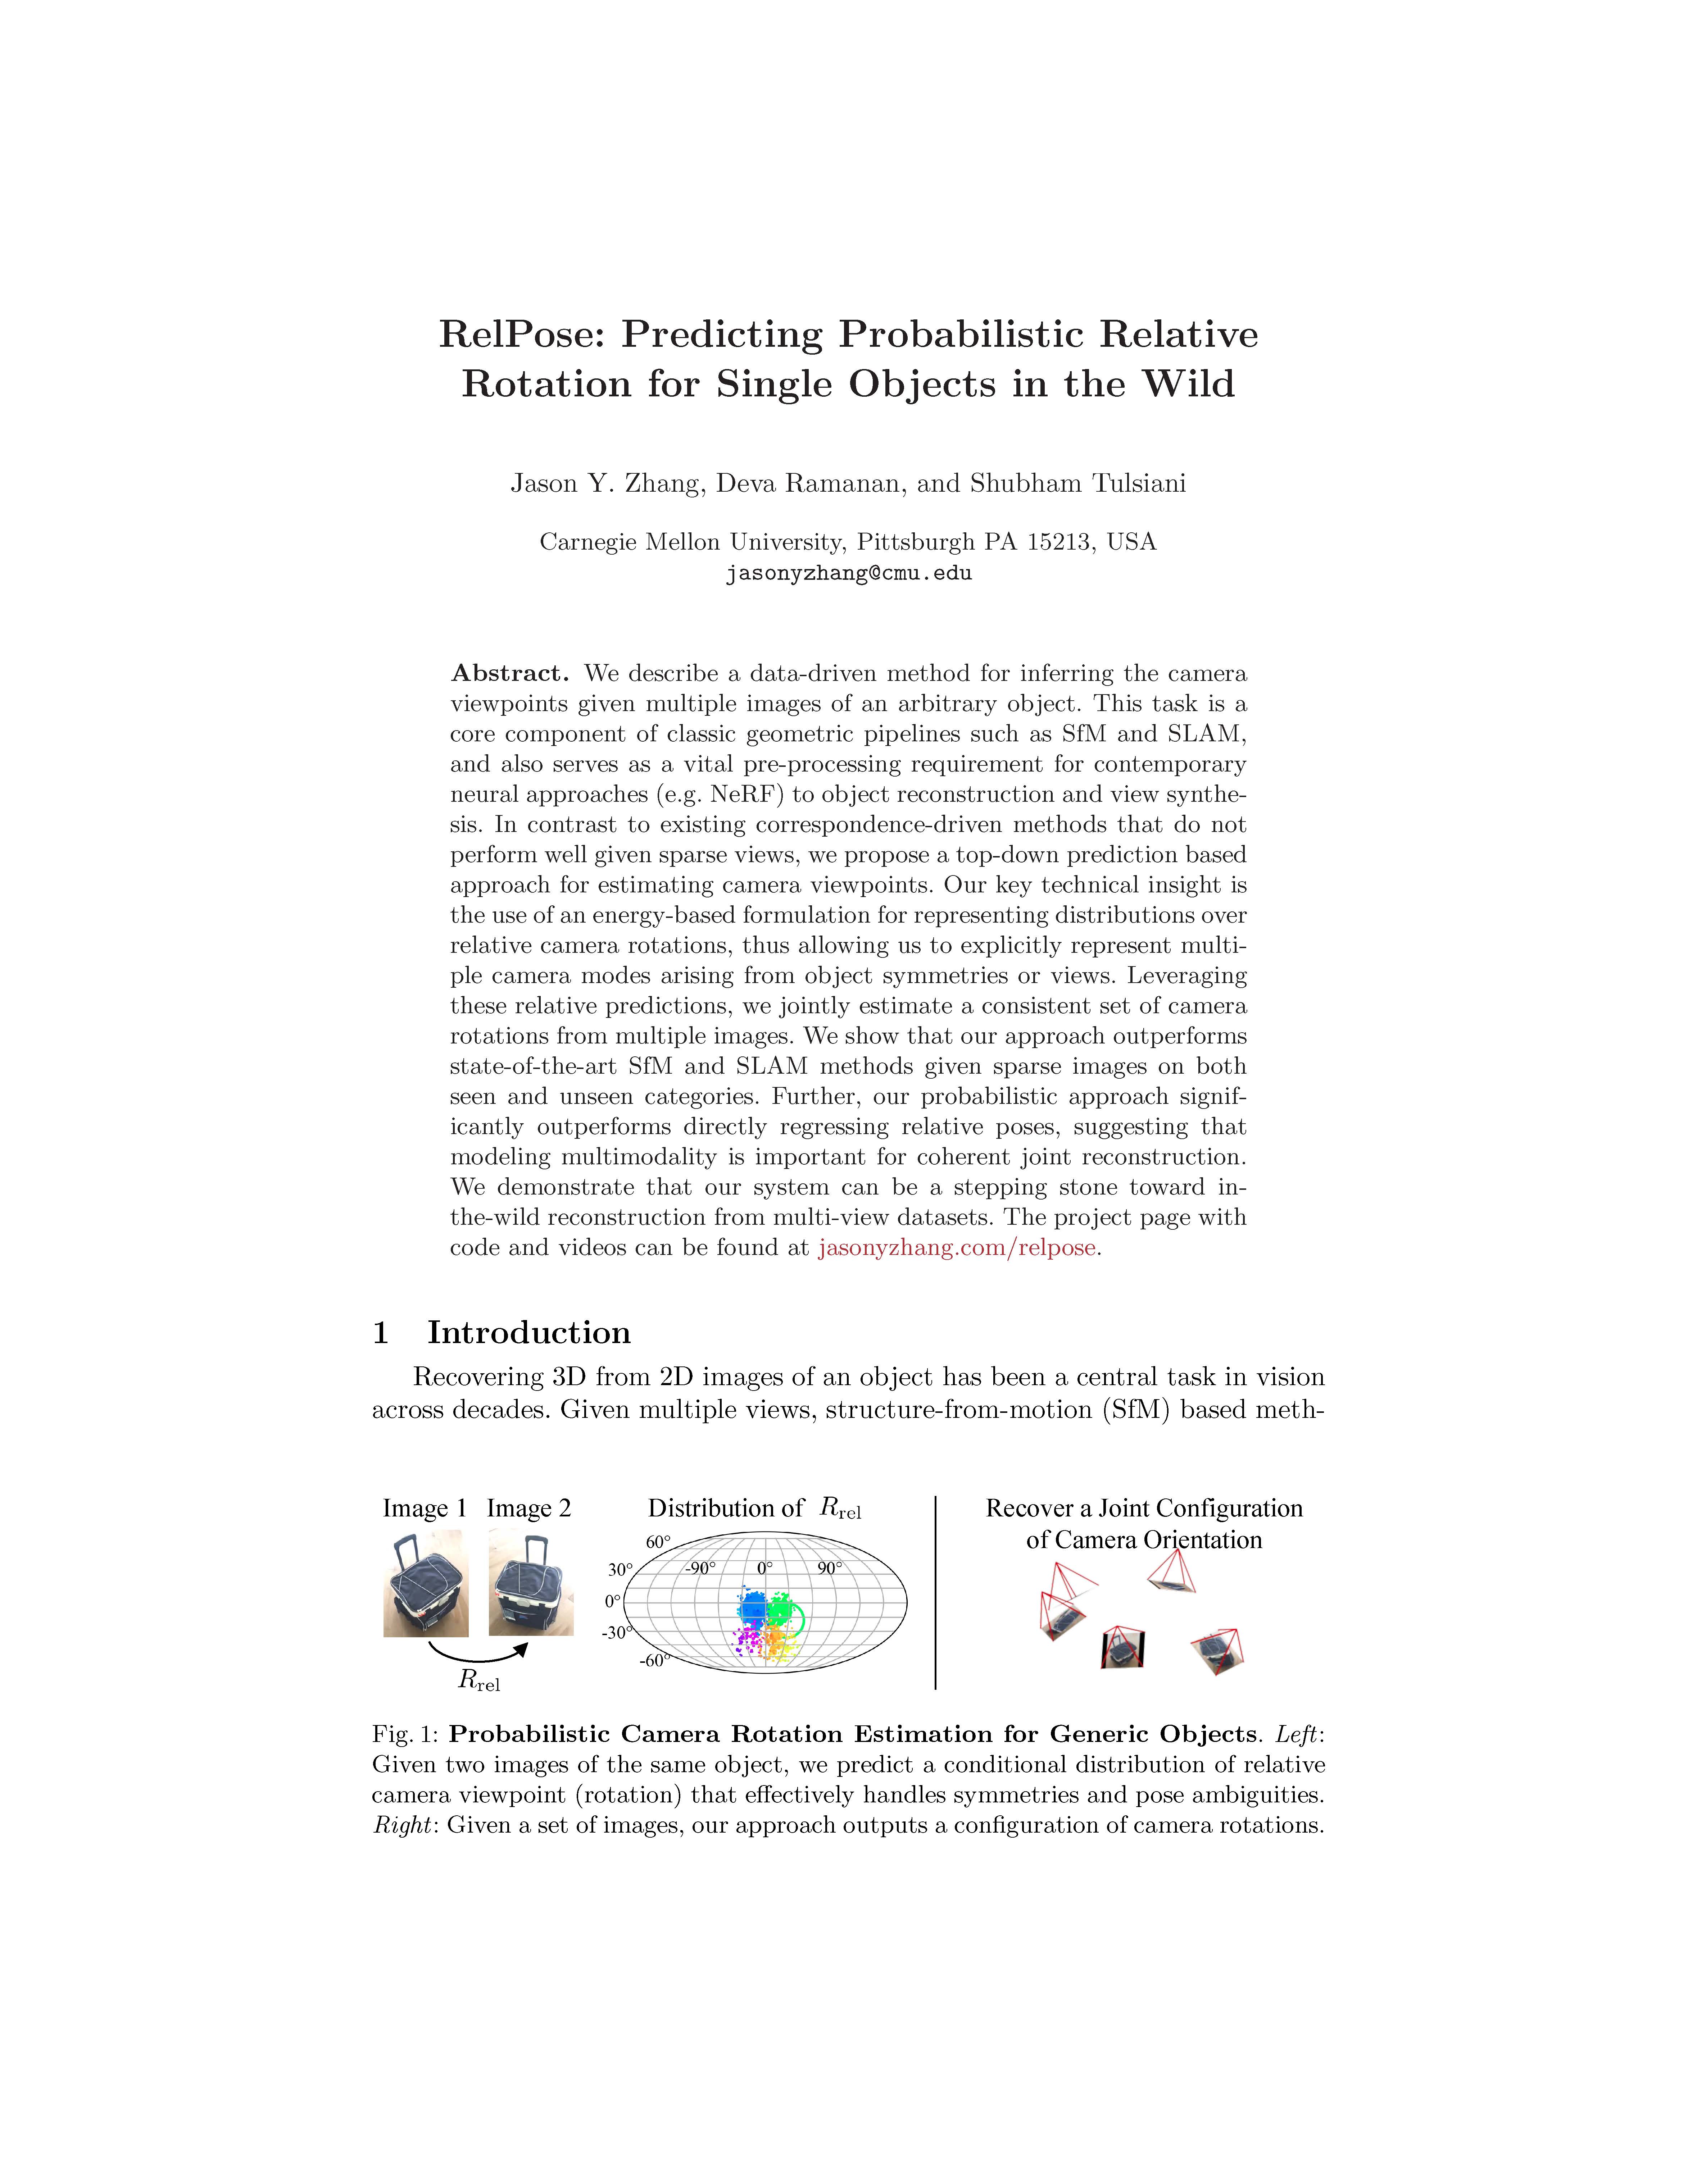 RelPose: Predicting Probabilistic Relative
Rotation for Single Objects in the Wild
Jason Y. Zhang, Deva Ramanan, and Shubham Tulsiani
Carnegie Mellon University, Pittsburgh PA 15213, USA
jasonyzhang@cmu.edu
Abstract. We describe a data-driven method for inferring the camera
viewpoints given multiple images of an arbitrary object. This task is a
core component of classic geometric pipelines such as SfM and SLAM,
and also serves as a vital pre-processing requirement for contemporary
neural approaches (e.g. NeRF) to object reconstruction and view synthe-
sis. In contrast to existing correspondence-driven methods that do not
perform well given sparse views, we propose a top-down prediction based
approach for estimating camera viewpoints. Our key technical insight is
the use of an energy-based formulation for representing distributions over
relative camera rotations, thus allowing us to explicitly represent multi-
ple camera modes arising from object symmetries or views. Leveraging
these relative predictions, we jointly estimate a consistent set of camera
rotations from multiple images. We show that our approach outperforms
state-of-the-art SfM and SLAM methods given sparse images on both
seen and unseen categories. Further, our probabilistic approach signif-
icantly outperforms directly regressing relative poses, suggesting that
modeling multimodality is important for coherent joint reconstruction.
We demonstrate that our system can be a stepping stone toward in-
the-wild reconstruction from multi-view datasets. The project page with
code and videos can be found at jasonyzhang.com/relpose.
1 Introduction
Recovering 3D from 2D images of an object has been a central task in vision
across decades. Given multiple views, structure-from-motion (SfM) based meth-
Image 1 Image 2
R_rel
Distribution of R_rel
60°
30° -90° 0° 90°
0°
-30°
-60°
Recover a Joint Configuration
of Camera Orientation
Fig. 1: Probabilistic Camera Rotation Estimation for Generic Objects. Left:
Given two images of the same object, we predict a conditional distribution of relative
camera viewpoint (rotation) that effectively handles symmetries and pose ambiguities.
Right: Given a set of images, our approach outputs a configuration of camera rotations.